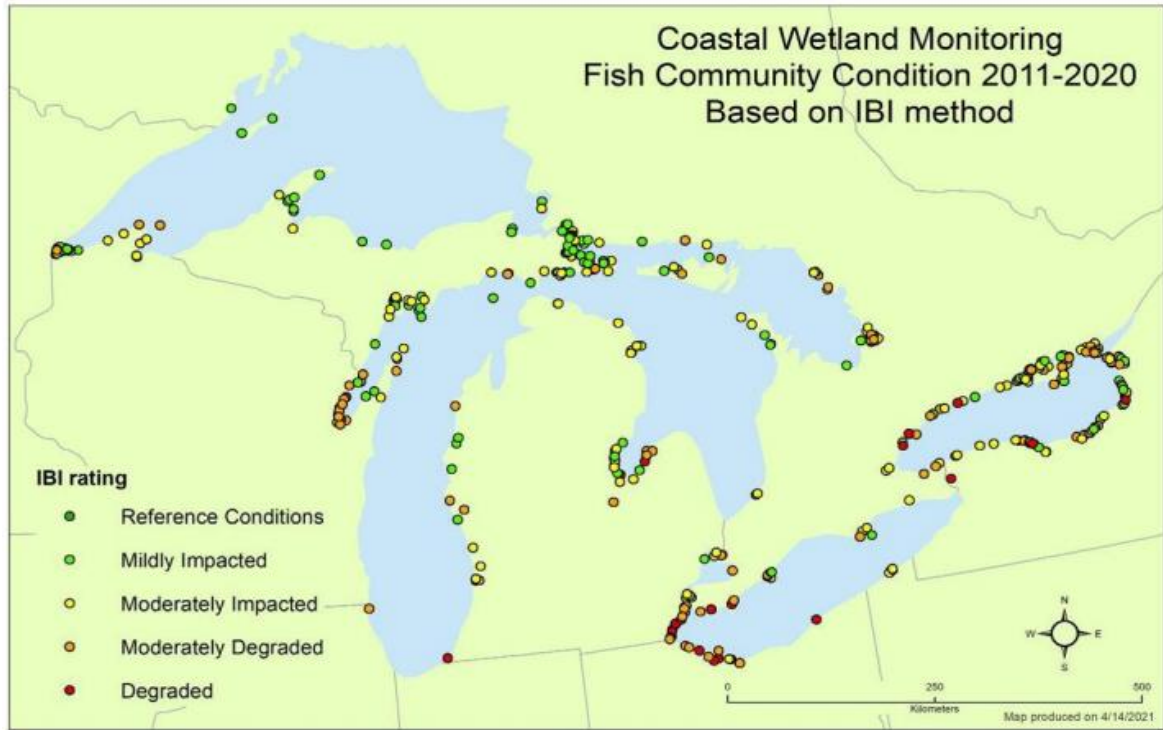 Coastal Wetland Monitoring
Fish Community Condition 2011-2020
Based on IBI method
IBI rating
Reference Conditions
Mildly Impacted
Moderately Impacted
Moderately Degraded
Degraded
N
W E
S
0 250 500
Kilometers
Map produced on 4/14/2021